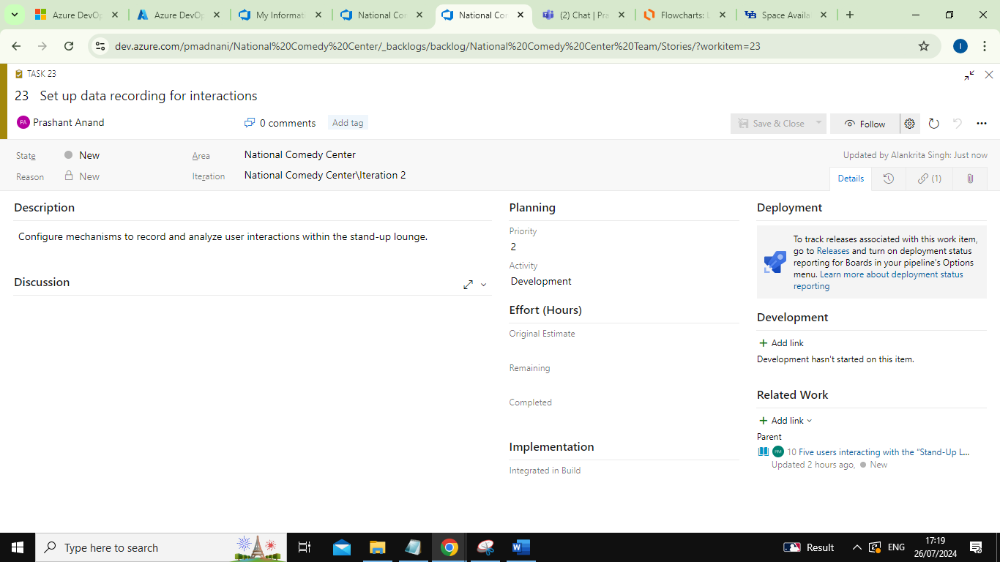 Azure DevOp
Azure DevOp
My Informati
National Cor
National Cor
(2) Chat | Pra
Flowcharts: L
Space Availa
dev.azure.com/pmadnani/National%20Comedy%20Center/_backlogs/backlog/National%20Comedy%20Center%20Team/Stories/?workitem=23
I
TASK 23
23 Set up data recording for interactions
PA Prashant Anand
0 comments
Add tag
Save & Close
Follow
State
New
Area
National Comedy Center
Updated by Alankrita Singh: Just now
Reason
New
Iteration
National Comedy Center\Iteration 2
Details
(1)
Description
Configure mechanisms to record and analyze user interactions within the stand-up lounge.
Discussion
Planning
Priority
2
Activity
Development
Effort (Hours)
Original Estimate
Remaining
Completed
Implementation
Integrated in Build
Deployment
To track releases associated with this work item,
go to Releases and turn on deployment status
reporting for Boards in your pipeline's Options
menu. Learn more about deployment status
reporting
Development
Add link
Development hasn't started on this item.
Related Work
Add link
Parent
PM 10 Five users interacting with the “Stand-Up L...
Updated 2 hours ago, New
Type here to search
Result
ENG
17:19
26/07/2024